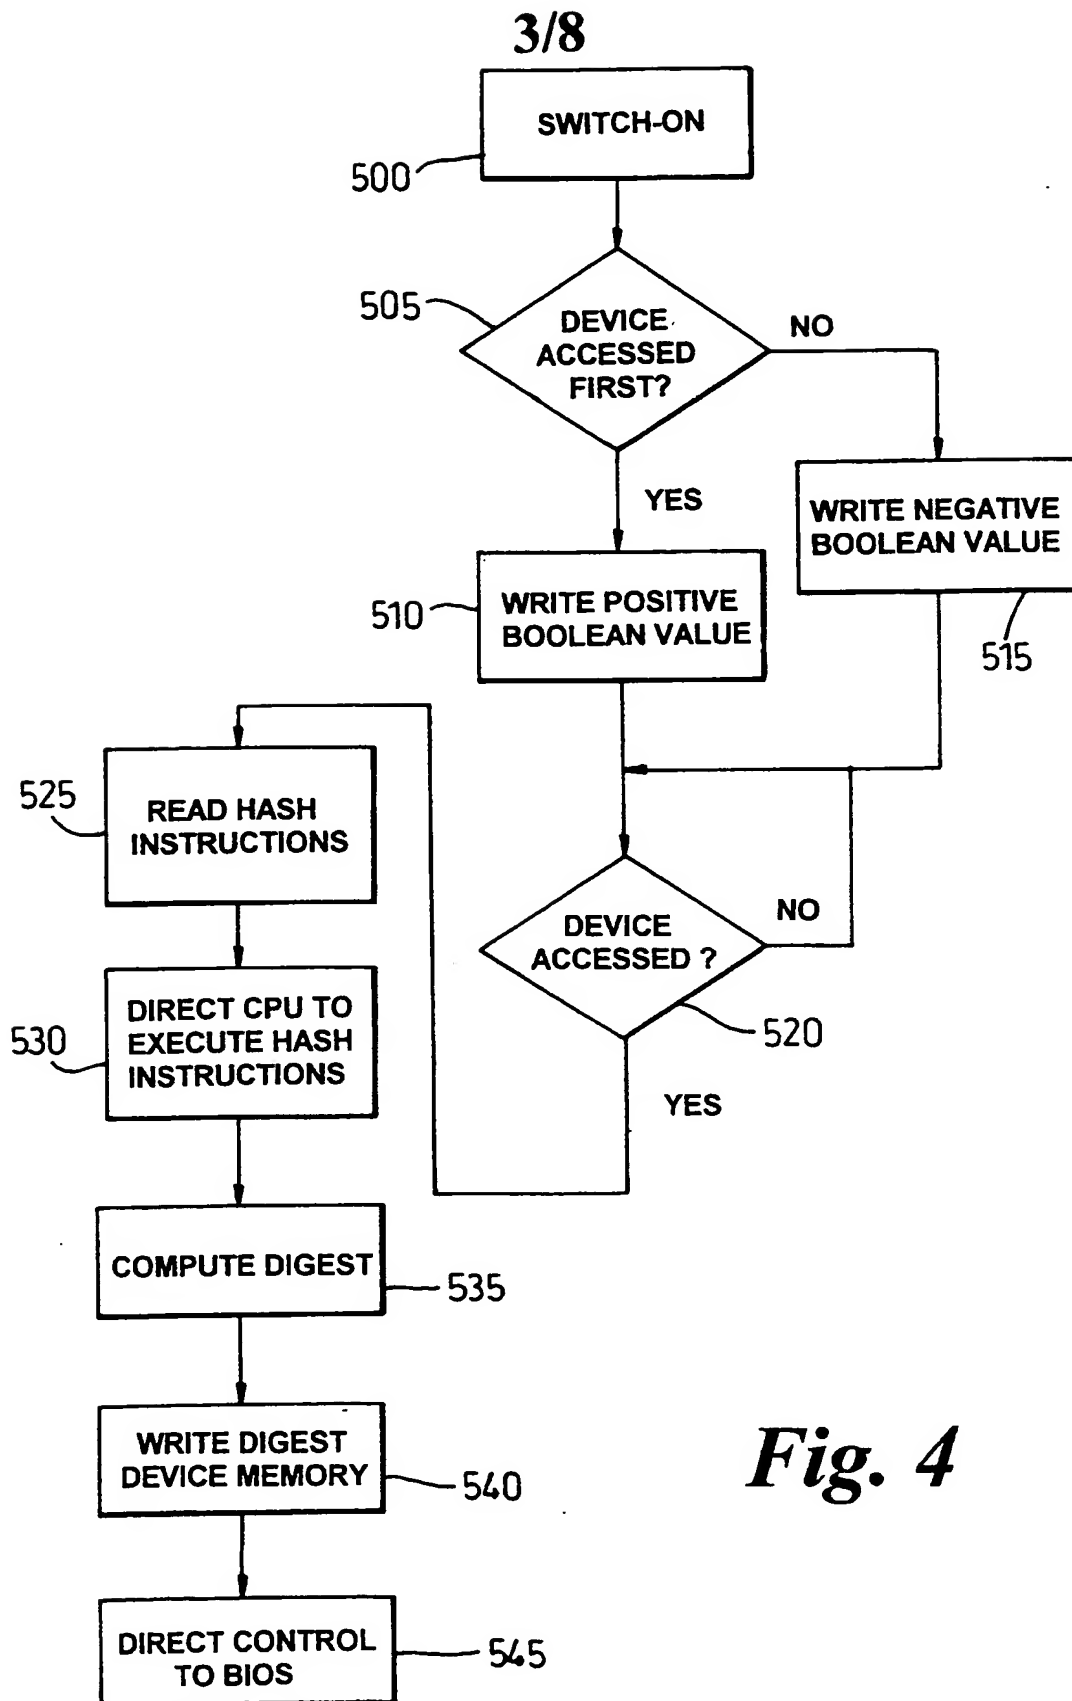 3/8
SWITCH-ON
500
505
DEVICE
ACCESSED
FIRST?
NO
YES
WRITE NEGATIVE
BOOLEAN VALUE
515
510
WRITE POSITIVE
BOOLEAN VALUE
525
READ HASH
INSTRUCTIONS
DEVICE
ACCESSED ?
NO
520
YES
530
DIRECT CPU TO
EXECUTE HASH
INSTRUCTIONS
COMPUTE DIGEST
535
WRITE DIGEST
DEVICE MEMORY
540
Fig. 4
DIRECT CONTROL
TO BIOS
545